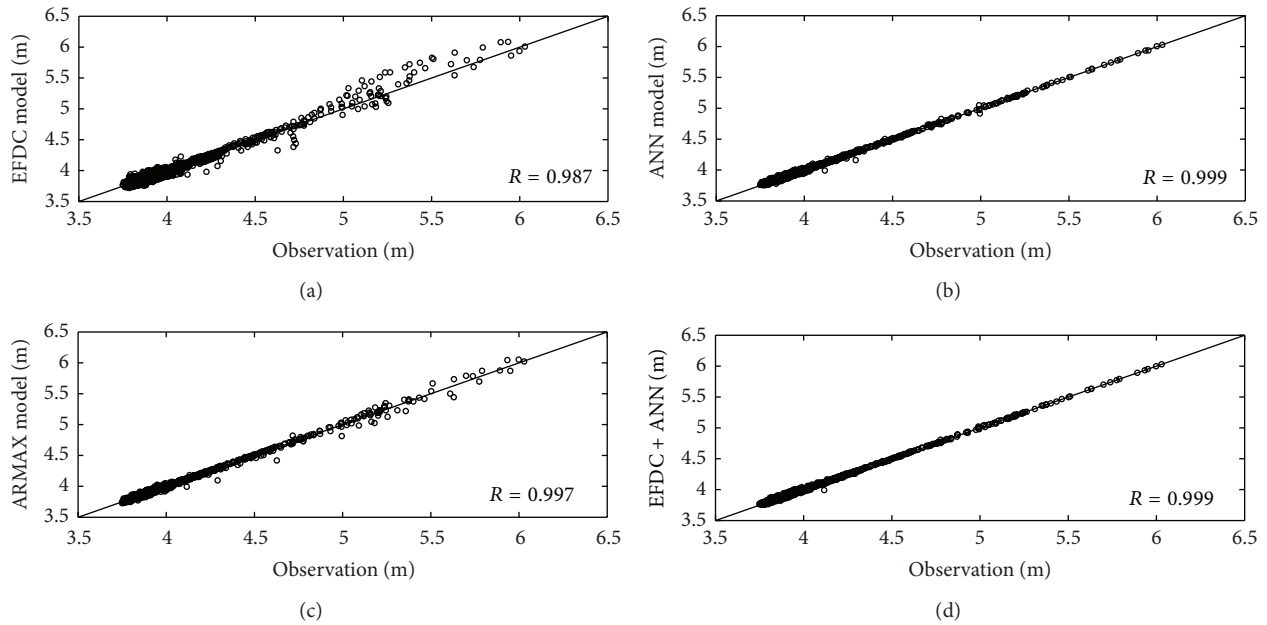 6.5
6
5.5
5
4.5
4
3.5
EFDC model (m)
R = 0.987
3.5 4 4.5 5 5.5 6 6.5
Observation (m)
(a)
6.5
6
5.5
5
4.5
4
3.5
ANN model (m)
R = 0.999
3.5 4 4.5 5 5.5 6 6.5
Observation (m)
(b)
6.5
6
5.5
5
4.5
4
3.5
ARMAX model (m)
R = 0.997
3.5 4 4.5 5 5.5 6 6.5
Observation (m)
(c)
6.5
6
5.5
5
4.5
4
3.5
EFDC + ANN (m)
R = 0.999
3.5 4 4.5 5 5.5 6 6.5
Observation (m)
(d)